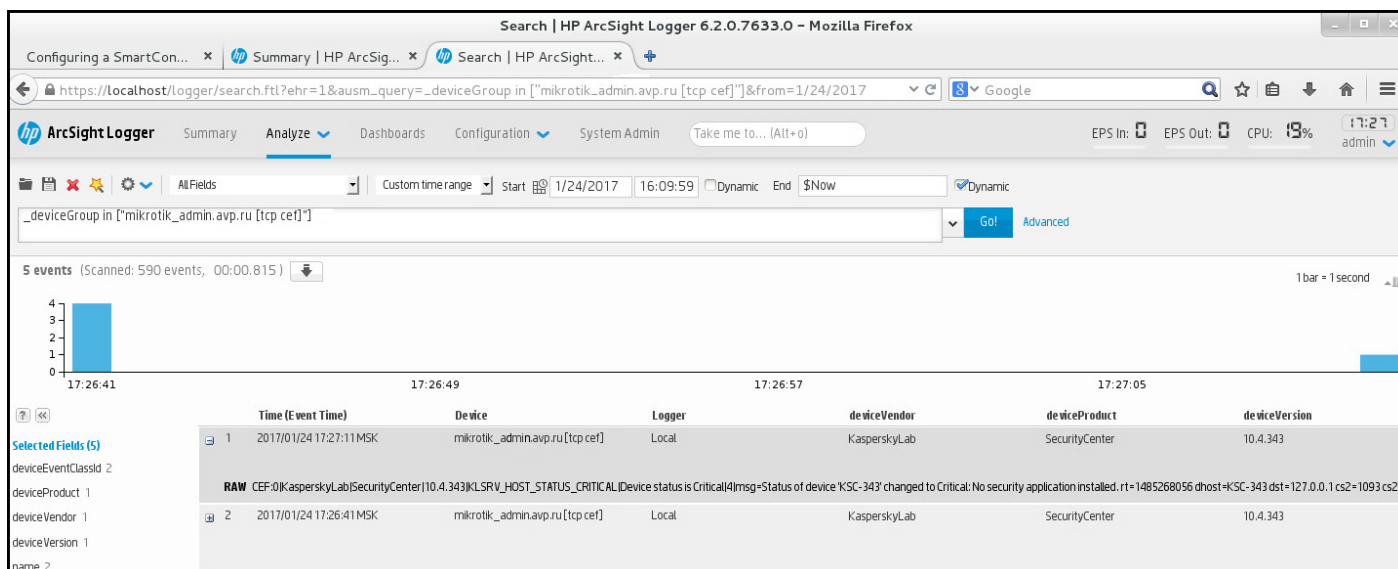 Search | HP ArcSight Logger 6.2.0.7633.0 – Mozilla Firefox
Configuring a SmartCon... × Summary | HP ArcSig... × Search | HP ArcSight... ×
https://localhost/logger/search.ftl?ehr=1&ausm_query=_deviceGroup in ["mikrotik_admin.avp.ru [tcp cef]"]&from=1/24/2017 Google
hp ArcSight Logger Summary Analyze Dashboards Configuration System Admin Take me to... (Alt+o) EPS In: 0 EPS Out: 0 CPU: 19% 17:27
admin
All Fields Custom time range Start 1/24/2017 16:09:59 Dynamic End $Now Dynamic
_deviceGroup in ["mikrotik_admin.avp.ru [tcp cef]"] Go! Advanced
5 events (Scanned: 590 events, 00:00.815) 1 bar = 1 second
4
3
2
1
0
17:26:41 17:26:49 17:26:57 17:27:05
? « Time (Event Time) Device Logger deviceVendor deviceProduct deviceVersion
Selected Fields (5) 1 2017/01/24 17:27:11 MSK mikrotik_admin.avp.ru [tcp cef] Local KasperskyLab SecurityCenter 10.4.343
deviceEventClassId 2
deviceProduct 1 RAW CEF:0|KasperskyLab|SecurityCenter|10.4.343|KLSRV_HOST_STATUS_CRITICAL|Device status is Critical|4|msg=Status of device 'KSC-343' changed to Critical: No security application installed. rt=1485268056 dhost=KSC-343 dst=127.0.0.1 cs2=1093 cs2
deviceVendor 1 2 2017/01/24 17:26:41 MSK mikrotik_admin.avp.ru [tcp cef] Local KasperskyLab SecurityCenter 10.4.343
deviceVersion 1
name 2